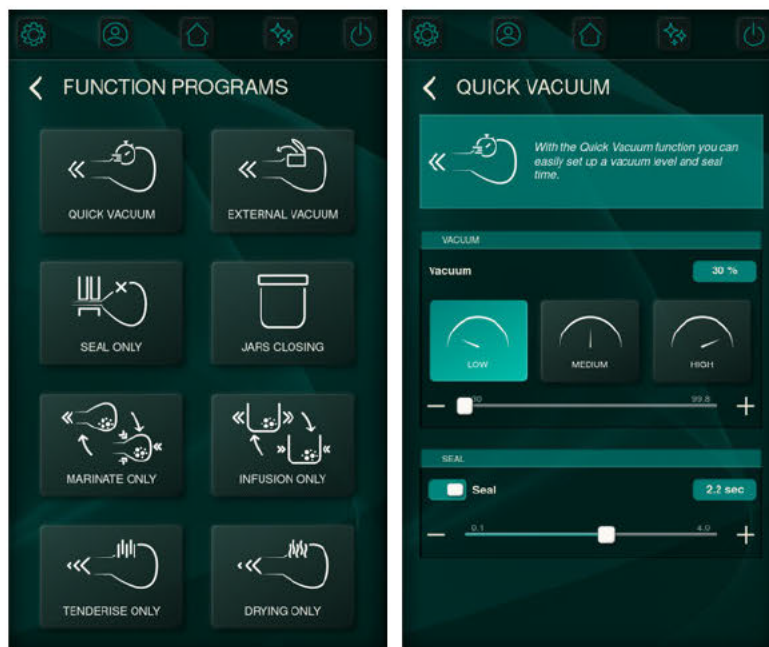 FUNCTION PROGRAMS
QUICK VACUUM
EXTERNAL VACUUM
SEAL ONLY
JARS CLOSING
MARINATE ONLY
INFUSION ONLY
TENDERISE ONLY
DRYING ONLY
QUICK VACUUM
With the Quick Vacuum function you can
easily set up a vacuum level and seal
time.
VACUUM
Vacuum
30 %
LOW
MEDIUM
HIGH
99.8
SEAL
Seal
2.2 sec
0.1
4.0